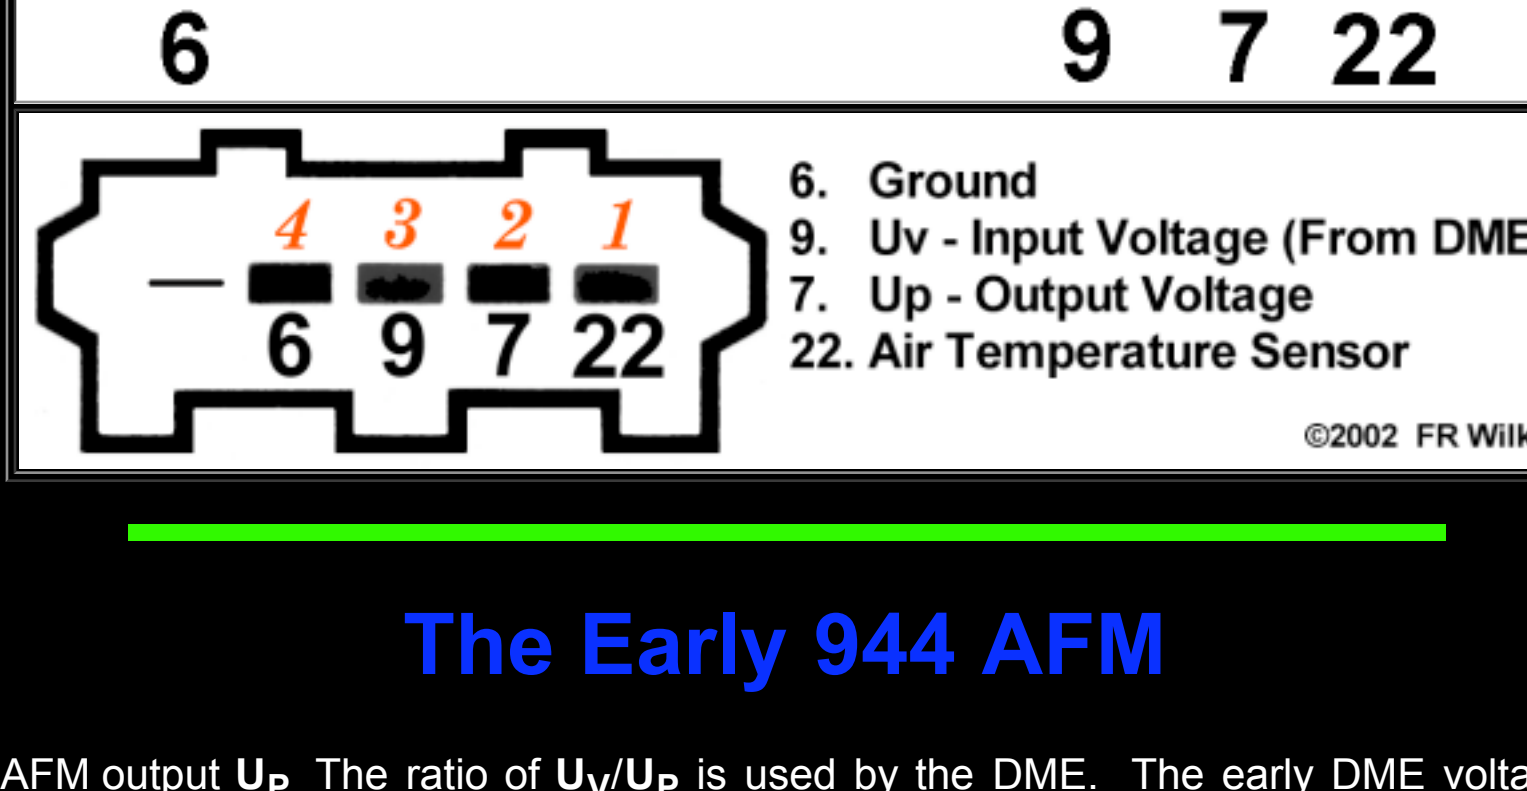 6 9 7 22
4 3 2 1
6 9 7 22
6. Ground
9. Uv - Input Voltage (From DME
7. Up - Output Voltage
22. Air Temperature Sensor
©2002 FR Wilk
The Early 944 AFM
AFM output UP The ratio of UV/UP is used by the DME. The early DME volta